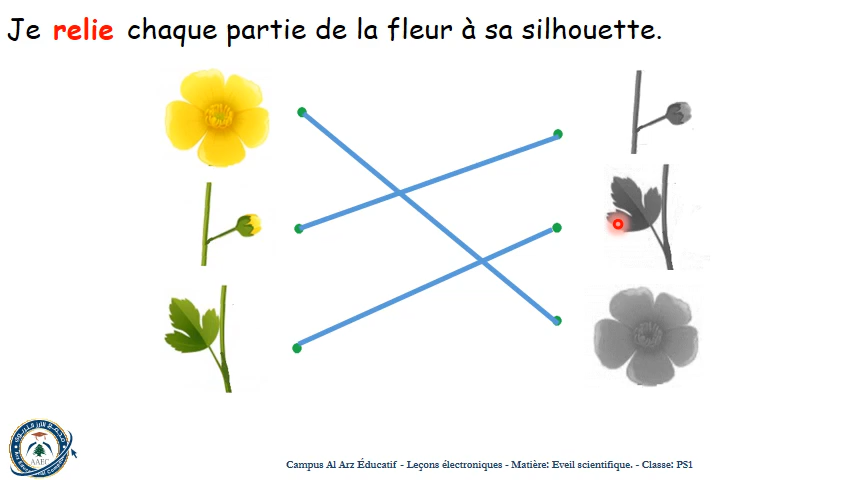 Je relie chaque partie de la fleur à sa silhouette.
AAEC
Campus Al Arz Éducatif - Leçons électroniques - Matière: Eveil scientifique. - Classe: PS1